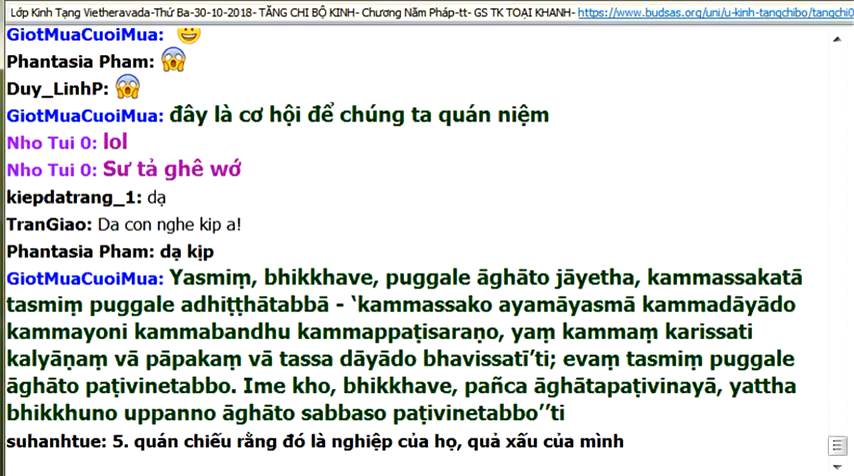 Lớp Kinh Tạng Vietheravada-Thứ Ba-30-10-2018- TĂNG CHI BỘ KINH- Chương Năm Pháp-tt- GS TK TOẠI KHANH- https://www.budsas.org/uni/u-kinh-tangchibo/tangchi0
GiotMuaCuoiMua:
Phantasia Pham:
Duy_LinhP:
GiotMuaCuoiMua: đây là cơ hội để chúng ta quán niệm
Nho Tui 0: lol
Nho Tui 0: Sư tả ghê wớ
kiepdatrang_1: dạ
TranGiao: Da con nghe kip a!
Phantasia Pham: dạ kịp
GiotMuaCuoiMua: Yasmiṃ, bhikkhave, puggale āghāto jāyetha, kammassakatā
tasmiṃ puggale adhiṭṭhātabbā - ‘kammassako ayamāyasmā kammadāyādo
kammayoni kammabandhu kammappaṭisaraṇo, yaṃ kammaṃ karissati
kalyāṇaṃ vā pāpakaṃ vā tassa dāyādo bhavissatī’ti; evaṃ tasmiṃ puggale
āghāto paṭivinetabbo. Ime kho, bhikkhave, pañca āghātapaṭivinayā, yattha
bhikkhuno uppanno āghāto sabbaso paṭivinetabbo’’ti
suhanhtue: 5. quán chiếu rằng đó là nghiệp của họ, quả xấu của mình